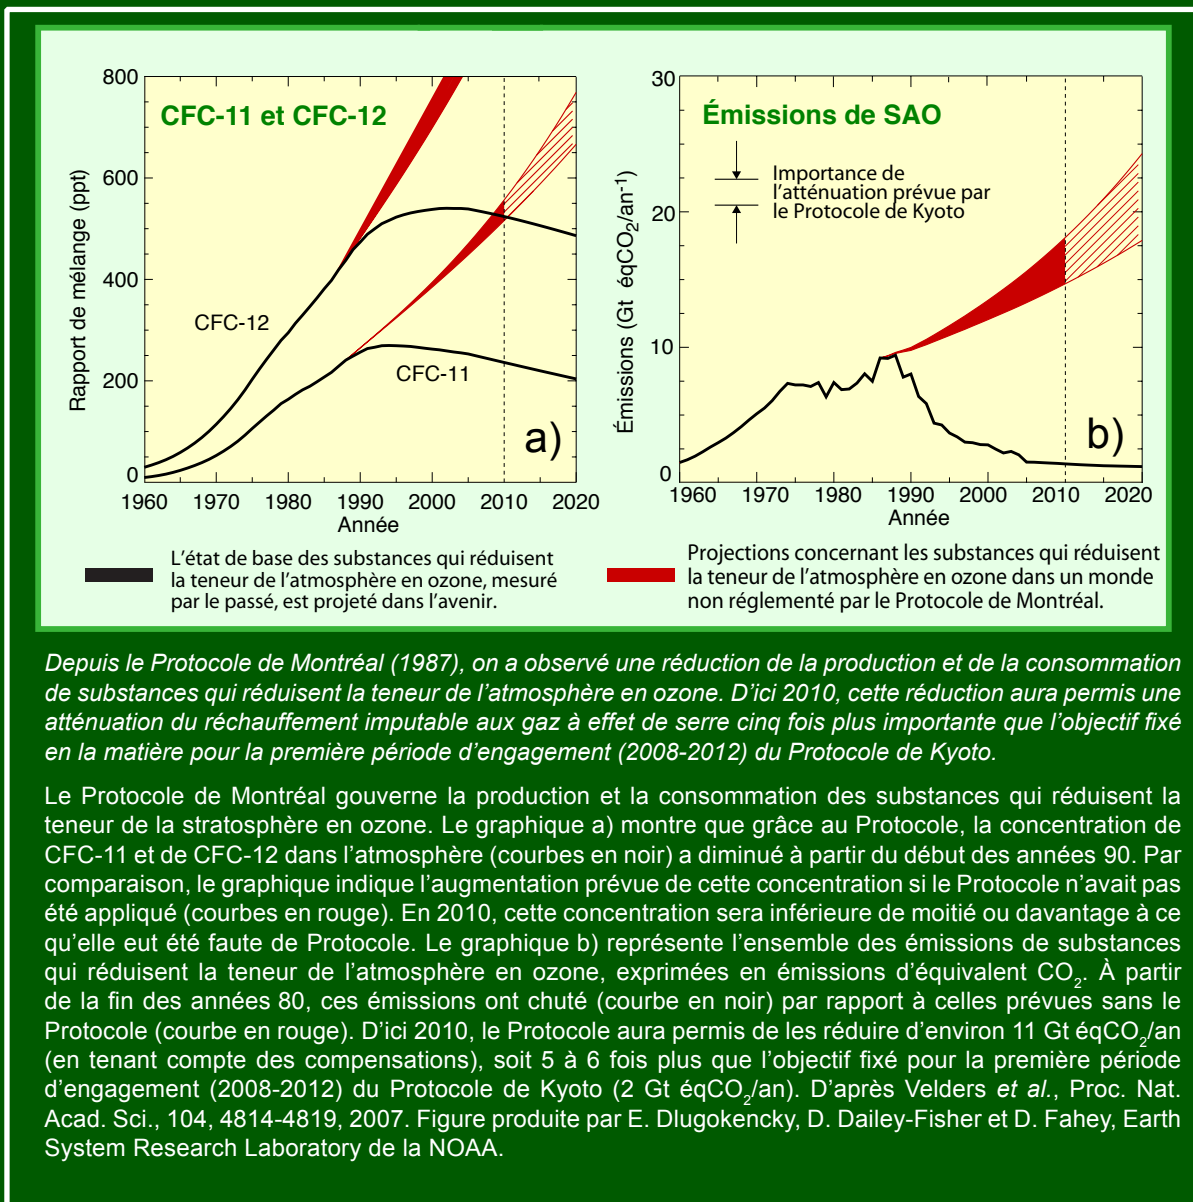 800
600
400
200
0
Rapport de mélange (ppt)
CFC-11 et CFC-12
CFC-12
CFC-11
a)
1960 1970 1980 1990 2000 2010 2020
Année
30
20
10
0
Émissions (Gt éqCO2/an-1)
Émissions de SAO
Importance de
l'atténuation prévue par
le Protocole de Kyoto
b)
1960 1970 1980 1990 2000 2010 2020
Année
L'état de base des substances qui réduisent
la teneur de l'atmosphère en ozone, mesuré
par le passé, est projeté dans l'avenir.
Projections concernant les substances qui réduisent
la teneur de l'atmosphère en ozone dans un monde
non réglementé par le Protocole de Montréal.
Depuis le Protocole de Montréal (1987), on a observé une réduction de la production et de la consommation
de substances qui réduisent la teneur de l'atmosphère en ozone. D'ici 2010, cette réduction aura permis une
atténuation du réchauffement imputable aux gaz à effet de serre cinq fois plus importante que l'objectif fixé
en la matière pour la première période d'engagement (2008-2012) du Protocole de Kyoto.
Le Protocole de Montréal gouverne la production et la consommation des substances qui réduisent la
teneur de la stratosphère en ozone. Le graphique a) montre que grâce au Protocole, la concentration de
CFC-11 et de CFC-12 dans l'atmosphère (courbes en noir) a diminué à partir du début des années 90. Par
comparaison, le graphique indique l'augmentation prévue de cette concentration si le Protocole n'avait pas
été appliqué (courbes en rouge). En 2010, cette concentration sera inférieure de moitié ou davantage à ce
qu'elle eut été faute de Protocole. Le graphique b) représente l'ensemble des émissions de substances
qui réduisent la teneur de l'atmosphère en ozone, exprimées en émissions d'équivalent CO2. À partir
de la fin des années 80, ces émissions ont chuté (courbe en noir) par rapport à celles prévues sans le
Protocole (courbe en rouge). D'ici 2010, le Protocole aura permis de les réduire d'environ 11 Gt éqCO2/an
(en tenant compte des compensations), soit 5 à 6 fois plus que l'objectif fixé pour la première période
d'engagement (2008-2012) du Protocole de Kyoto (2 Gt éqCO2/an). D'après Velders et al., Proc. Nat.
Acad. Sci., 104, 4814-4819, 2007. Figure produite par E. Dlugokencky, D. Dailey-Fisher et D. Fahey, Earth
System Research Laboratory de la NOAA.